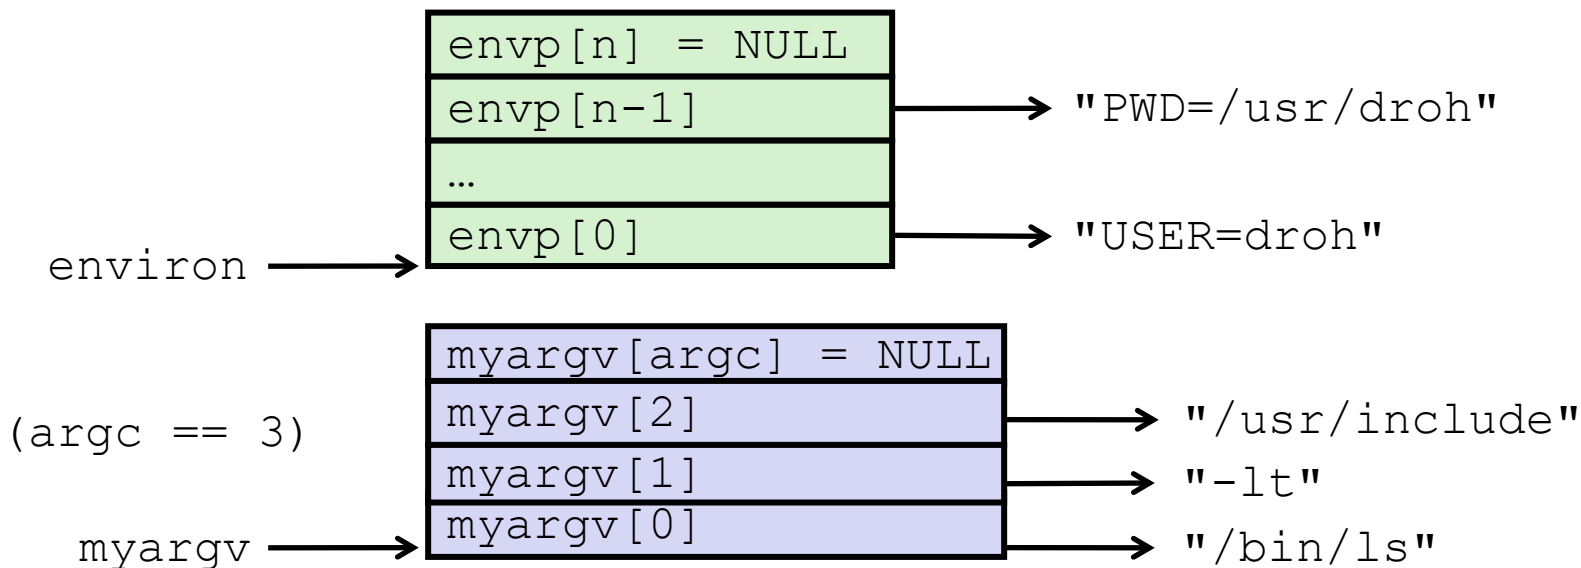 envp[n] = NULL
envp[n-1]
"PWD=/usr/droh"
…
envp[0]
"USER=droh"
environ
myargv[argc] = NULL
myargv[2]
"/usr/include"
(argc == 3)
myargv[1]
"-lt"
myargv[0]
myargv
"/bin/ls"